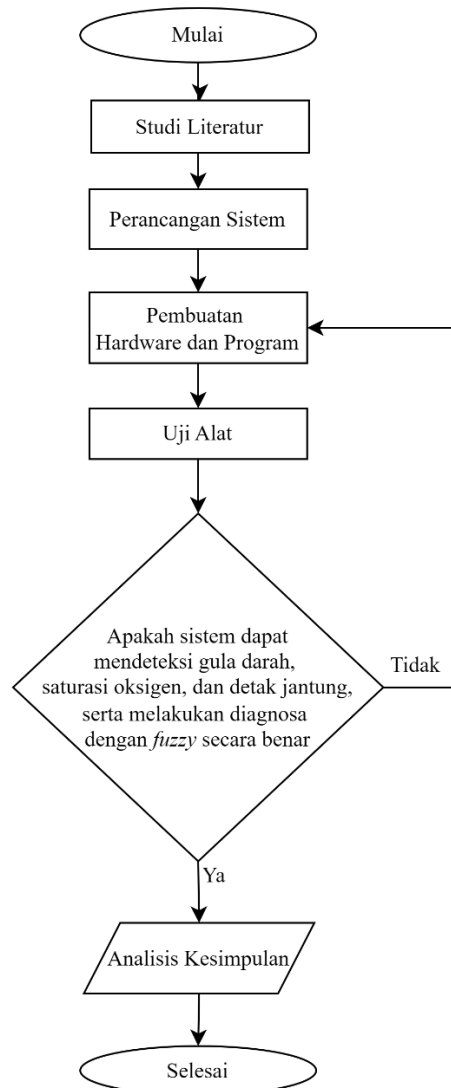 Mulai
Studi Literatur
Perancangan Sistem
Pembuatan
Hardware dan Program
Uji Alat
Apakah sistem dapat
mendeteksi gula darah,
saturasi oksigen, dan detak jantung,
serta melakukan diagnosa
dengan fuzzy secara benar
Tidak
Ya
Analisis Kesimpulan
Selesai